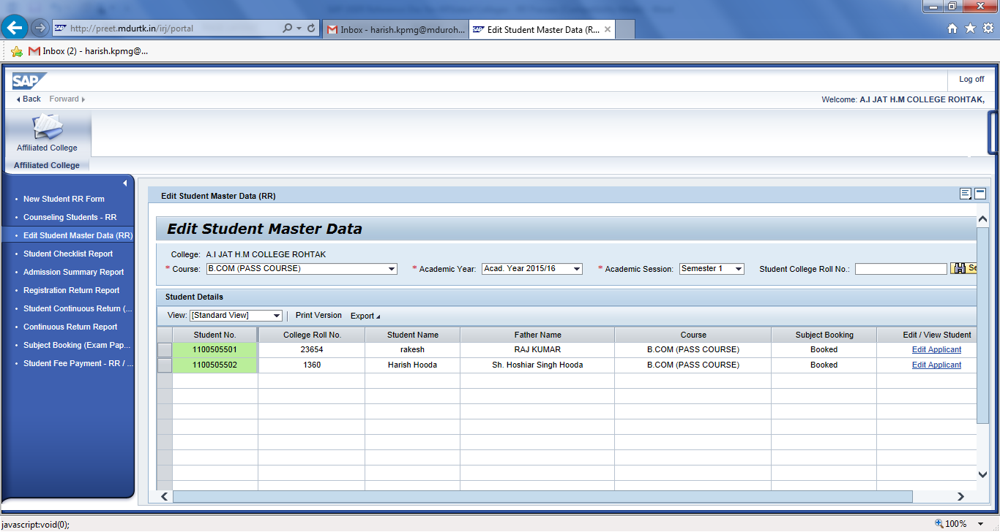 http://preet.mdurtk.in/irj/portal
Inbox - harish.kpmg@mduroh...
Edit Student Master Data (R...
Inbox (2) - harish.kpmg@...
SAP
Log off
Back Forward
Welcome: A.I JAT H.M COLLEGE ROHTAK,
Affiliated College
Affiliated College
New Student RR Form
Counseling Students - RR
Edit Student Master Data (RR)
Student Checklist Report
Admission Summary Report
Registration Return Report
Student Continuous Return (...
Continuous Return Report
Subject Booking (Exam Pap...
Student Fee Payment - RR / ...
Edit Student Master Data (RR)
Edit Student Master Data
College: A.I JAT H.M COLLEGE ROHTAK
* Course: B.COM (PASS COURSE) * Academic Year: Acad. Year 2015/16 * Academic Session: Semester 1 Student College Roll No.: Se
Student Details
View: [Standard View] Print Version Export
Student No. College Roll No. Student Name Father Name Course Subject Booking Edit / View Student
1100505501 23654 rakesh RAJ KUMAR B.COM (PASS COURSE) Booked Edit Applicant
1100505502 1360 Harish Hooda Sh. Hoshiar Singh Hooda B.COM (PASS COURSE) Booked Edit Applicant
javascript:void(0);
100%